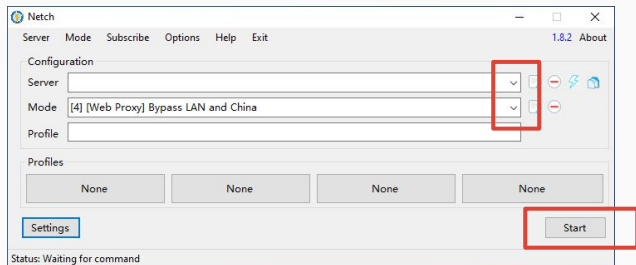 Netch
Server Mode Subscribe Options Help Exit 1.8.2 About
Configuration
Server
Mode [4] [Web Proxy] Bypass LAN and China
Profile
Profiles
None None None None
Settings Start
Status: Waiting for command